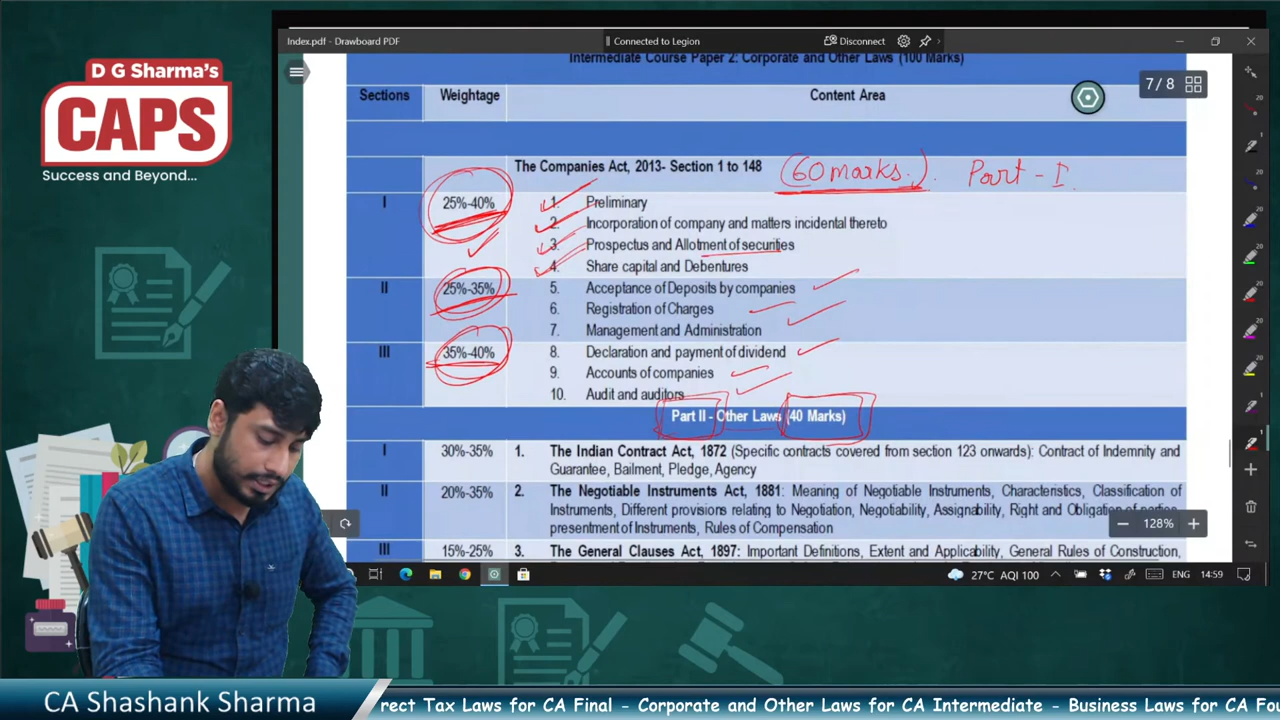 D G Sharma's
CAPS
Success and Beyond...
Index.pdf - Drawboard PDF
Connected to Legion
Disconnect
Intermediate Course Paper 2: Corporate and Other Laws (100 Marks)
7/8
Sections
Weightage
Content Area
The Companies Act, 2013- Section 1 to 148
(60 marks.). Part - I.
I
25%-40%
1. Preliminary
2. Incorporation of company and matters incidental thereto
3. Prospectus and Allotment of securities
4. Share capital and Debentures
II
25%-35%
5. Acceptance of Deposits by companies
6. Registration of Charges
7. Management and Administration
III
35%-40%
8. Declaration and payment of dividend
9. Accounts of companies
10. Audit and auditors
Part II - Other Laws (40 Marks)
I
30%-35%
1. The Indian Contract Act, 1872 (Specific contracts covered from section 123 onwards): Contract of Indemnity and
Guarantee, Bailment, Pledge, Agency
II
20%-35%
2. The Negotiable Instruments Act, 1881: Meaning of Negotiable Instruments, Characteristics, Classification of
Instruments, Different provisions relating to Negotiation, Negotiability, Assignability, Right and Obligation of parties,
presentment of Instruments, Rules of Compensation
128%
III
15%-25%
3. The General Clauses Act, 1897: Important Definitions, Extent and Applicability, General Rules of Construction,
27°C AQI 100
ENG
14:59
CA Shashank Sharma
rect Tax Laws for CA Final - Corporate and Other Laws for CA Intermediate - Business Laws for CA Fou